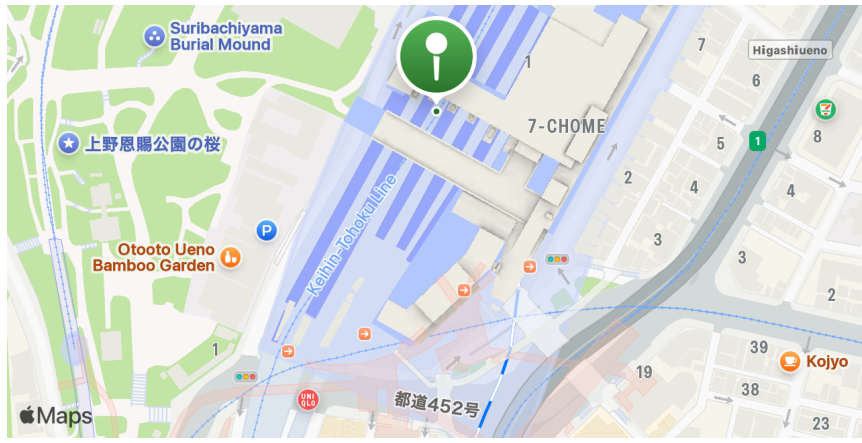 Suribachiyama
Burial Mound
上野恩賜公園の桜
1
7-CHOME
Higashiueno
7
6
5
1
8
4
4
2
3
3
2
Keihin-Tohoku Line
P
Otooto Ueno
Bamboo Garden
1
UNI
QLO
都道452号
19
39
Kojyo
38
23
Maps